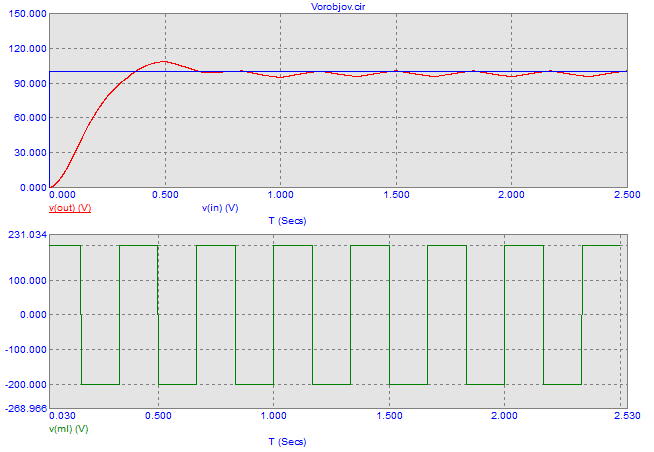 Vorobjov.cir
150.000
120.000
90.000
60.000
30.000
0.000
0.000 0.500 1.000 1.500 2.000 2.500
v(out) (V) v(in) (V)
T (Secs)
231.034
100.000
0.000
-100.000
-200.000
-268.966
0.030 0.500 1.000 1.500 2.000 2.530
v(ml) (V)
T (Secs)